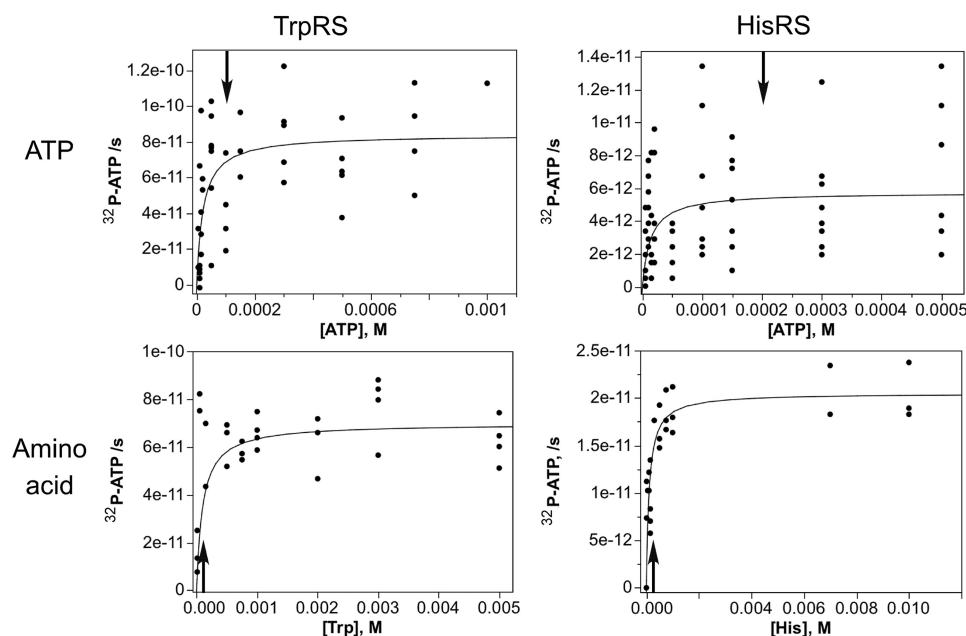 TrpRS
HisRS
ATP
Amino
acid
³²P-ATP /s
1.2e-10
1e-10
8e-11
6e-11
4e-11
2e-11
0
0 0.0002 0.0006 0.001
[ATP], M
³²P-ATP /s
1.4e-11
1.2e-11
1e-11
8e-12
6e-12
4e-12
2e-12
0
0 0.0001 0.0002 0.0003 0.0004 0.0005
[ATP], M
³²P-ATP /s
1e-10
8e-11
6e-11
4e-11
2e-11
0
0.000 0.001 0.002 0.003 0.004 0.005
[Trp], M
³²P-ATP, /s
2.5e-11
2e-11
1.5e-11
1e-11
5e-12
0
0.000 0.004 0.008 0.010
[His], M